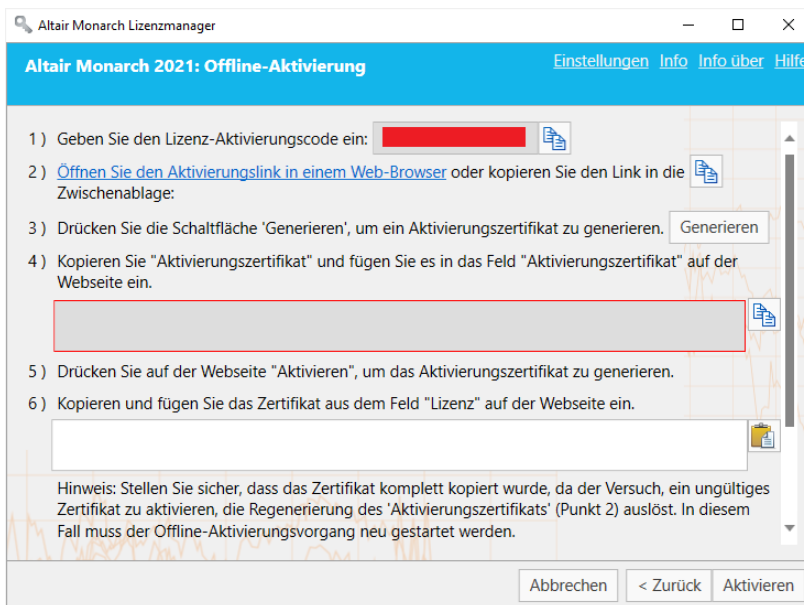 Altair Monarch Lizenzmanager
Altair Monarch 2021: Offline-Aktivierung
Einstellungen Info Info über Hilfe
1) Geben Sie den Lizenz-Aktivierungscode ein:
2) Öffnen Sie den Aktivierungslink in einem Web-Browser oder kopieren Sie den Link in die
Zwischenablage:
3) Drücken Sie die Schaltfläche 'Generieren', um ein Aktivierungszertifikat zu generieren. Generieren
4) Kopieren Sie "Aktivierungszertifikat" und fügen Sie es in das Feld "Aktivierungszertifikat" auf der
Webseite ein.
5) Drücken Sie auf der Webseite "Aktivieren", um das Aktivierungszertifikat zu generieren.
6) Kopieren und fügen Sie das Zertifikat aus dem Feld "Lizenz" auf der Webseite ein.
Hinweis: Stellen Sie sicher, dass das Zertifikat komplett kopiert wurde, da der Versuch, ein ungültiges
Zertifikat zu aktivieren, die Regenerierung des 'Aktivierungszertifikats' (Punkt 2) auslöst. In diesem
Fall muss der Offline-Aktivierungsvorgang neu gestartet werden.
Abbrechen < Zurück Aktivieren